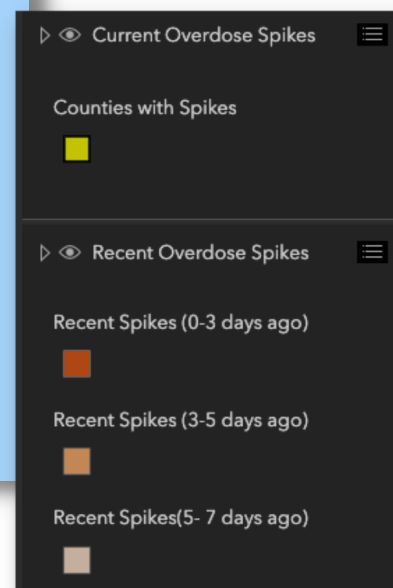 Current Overdose Spikes
Counties with Spikes
Recent Overdose Spikes
Recent Spikes (0-3 days ago)
Recent Spikes (3-5 days ago)
Recent Spikes(5- 7 days ago)